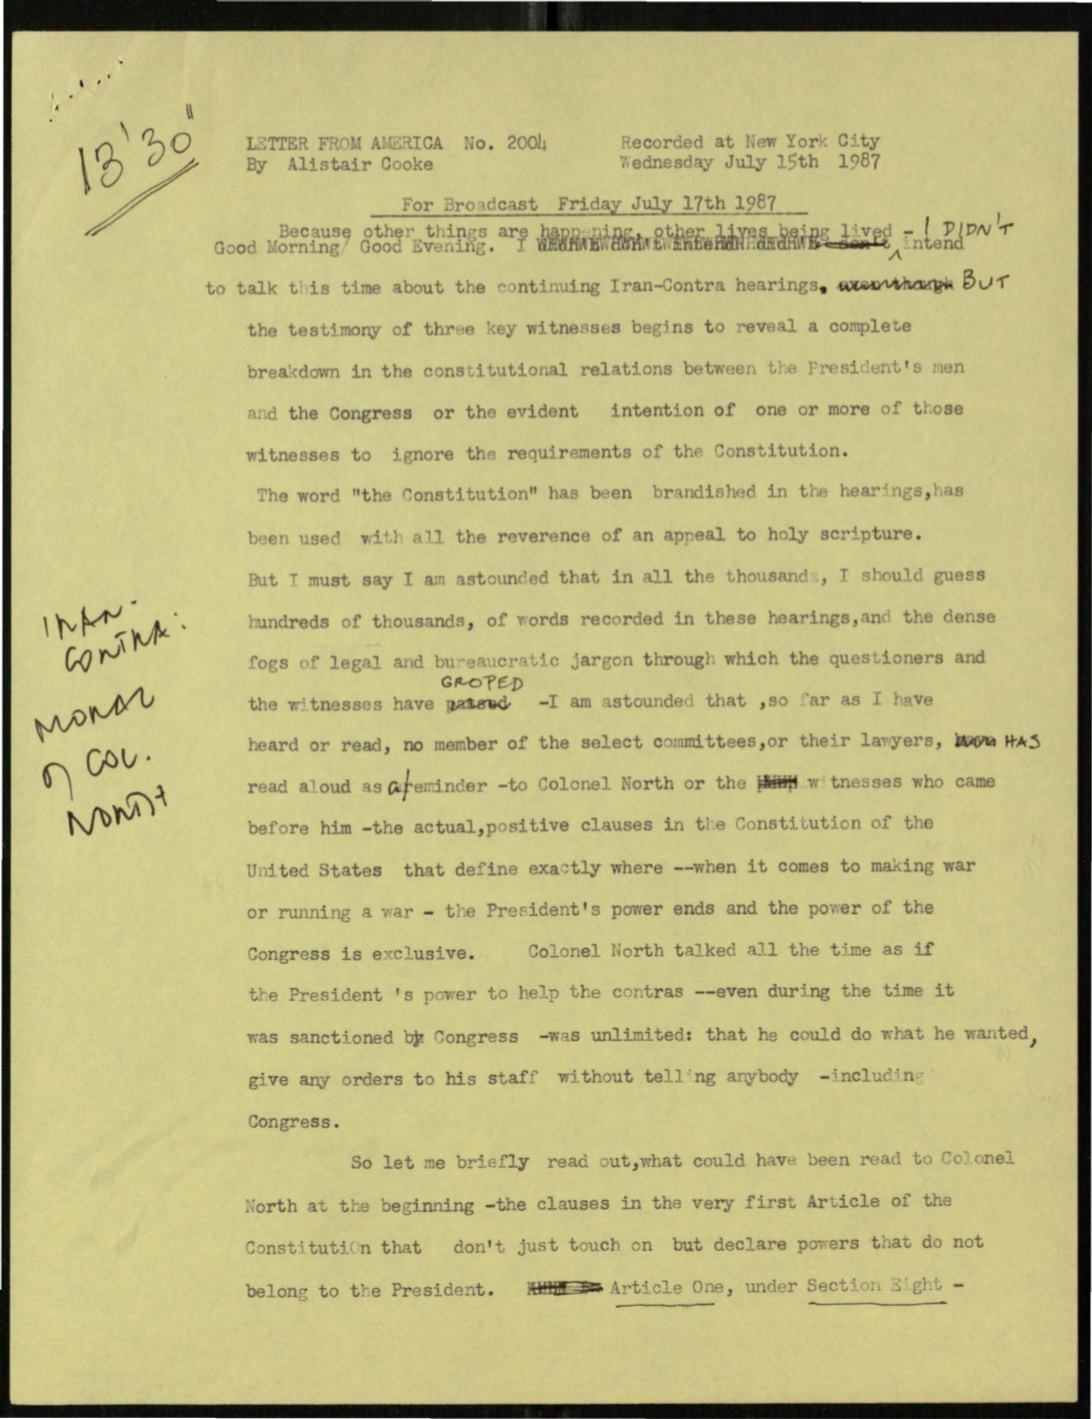 13'30"
LETTER FROM AMERICA No. 2004 Recorded at New York City
By Alistair Cooke Wednesday July 15th 1987
For Broadcast Friday July 17th 1987
Because other things are happening, other lives being lived - I DIDN'T
Good Morning/ Good Evening. I intend
to talk this time about the continuing Iran-Contra hearings, BUT
the testimony of three key witnesses begins to reveal a complete
breakdown in the constitutional relations between the President's men
and the Congress or the evident intention of one or more of those
witnesses to ignore the requirements of the Constitution.
The word "the Constitution" has been brandished in the hearings,has
been used with all the reverence of an appeal to holy scripture.
But I must say I am astounded that in all the thousands, I should guess
hundreds of thousands, of words recorded in these hearings,and the dense
fogs of legal and bureaucratic jargon through which the questioners and
GROPED
the witnesses have -I am astounded that ,so far as I have
heard or read, no member of the select committees,or their lawyers, HAS
read aloud as a reminder -to Colonel North or the w tnesses who came
before him -the actual,positive clauses in the Constitution of the
United States that define exactly where --when it comes to making war
or running a war - the President's power ends and the power of the
Congress is exclusive. Colonel North talked all the time as if
the President 's power to help the contras --even during the time it
was sanctioned by Congress -was unlimited: that he could do what he wanted,
give any orders to his staff without telling anybody -including
Congress.
So let me briefly read out,what could have been read to Colonel
North at the beginning -the clauses in the very first Article of the
ConstitutiOn that don't just touch on but declare powers that do not
belong to the President. Article One, under Section Eight -
IRAN-
CONTRA:
MORAL
OF COL.
NORTH